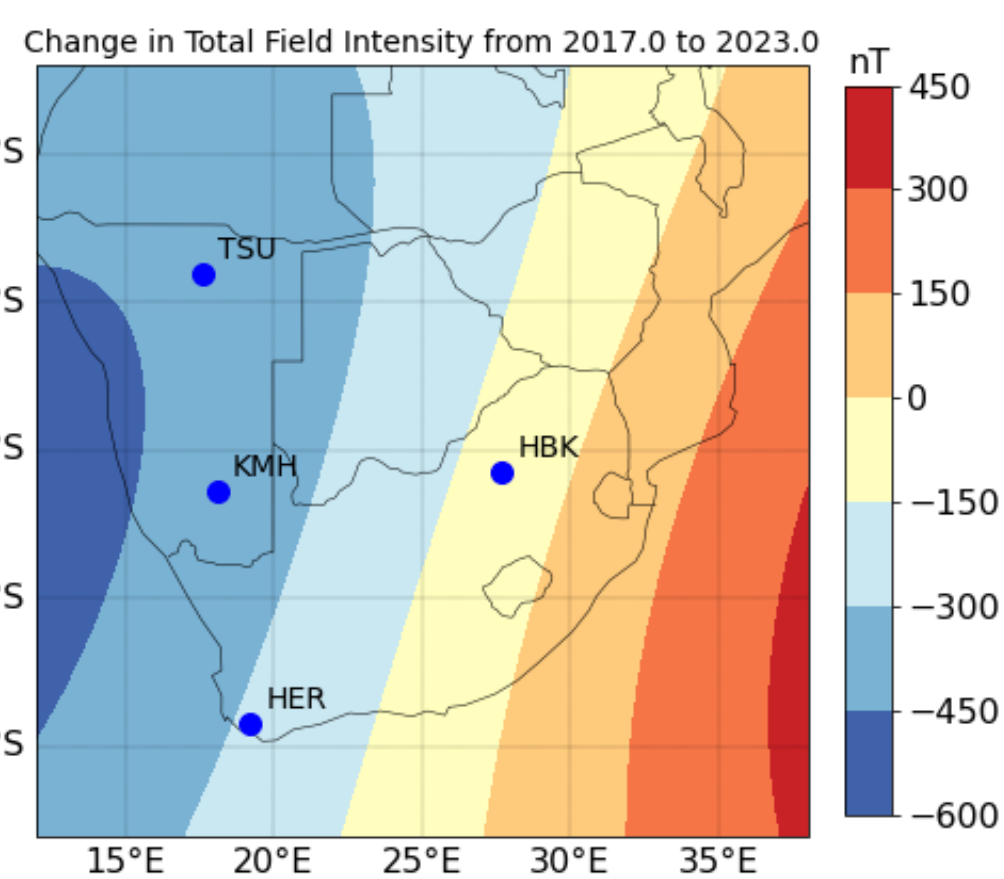 Change in Total Field Intensity from 2017.0 to 2023.0
nT
450
300
150
0
−150
−300
−450
−600
TSU
KMH
HBK
HER
S
S
S
S
S
15°E
20°E
25°E
30°E
35°E